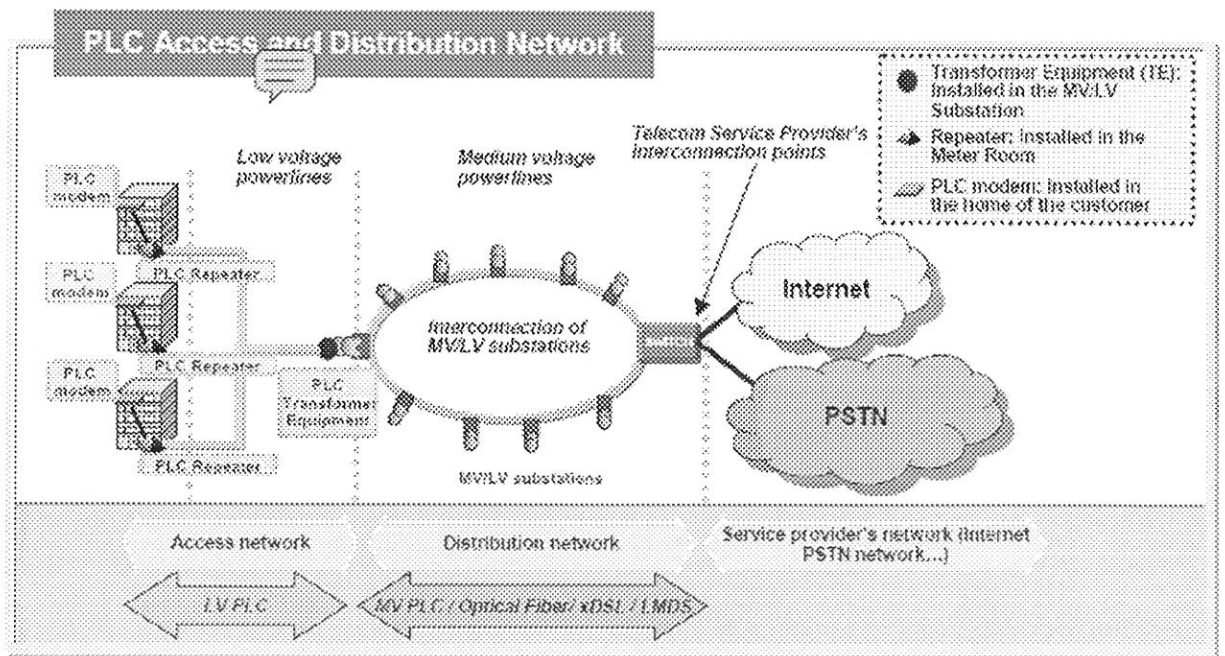 PLC Access and Distribution Network
Transformer Equipment (TE):
Installed in the MV/LV
Substation
Repeater: Installed in the
Meter Room
PLC modem: Installed in
the home of the customer
Telecom Service Provider's
interconnection points
Low voltage
powerlines
Medium voltage
powerlines
PLC
modem
PLC Repeater
PLC
modem
PLC Repeater
PLC
modem
PLC Repeater
PLC
Transformer
Equipment
Interconnection of
MV/LV substations
MV/LV substations
Internet
PSTN
Access network
Distribution network
Service provider's network (Internet
PSTN network...)
LV PLC
MV PLC / Optical Fiber/ xDSL / LMDS